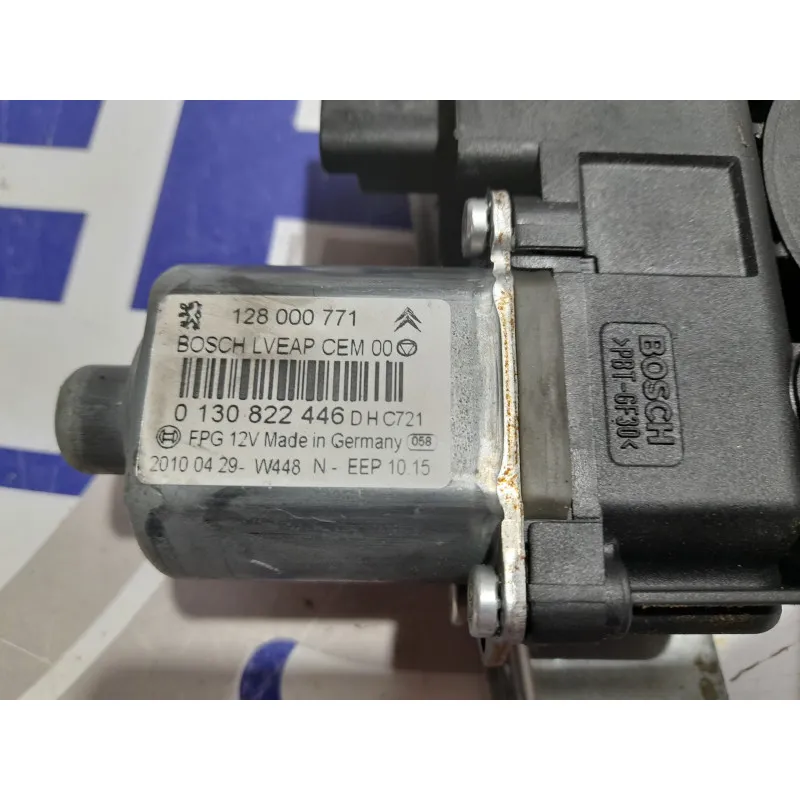 128 000 771
BOSCH LVEAP CEM 00
0 130 822 446 D H C721
FPG 12V Made in Germany 058
2010 04 29- W448 N - EEP 10.15
BOSCH
>PBT-GF30<